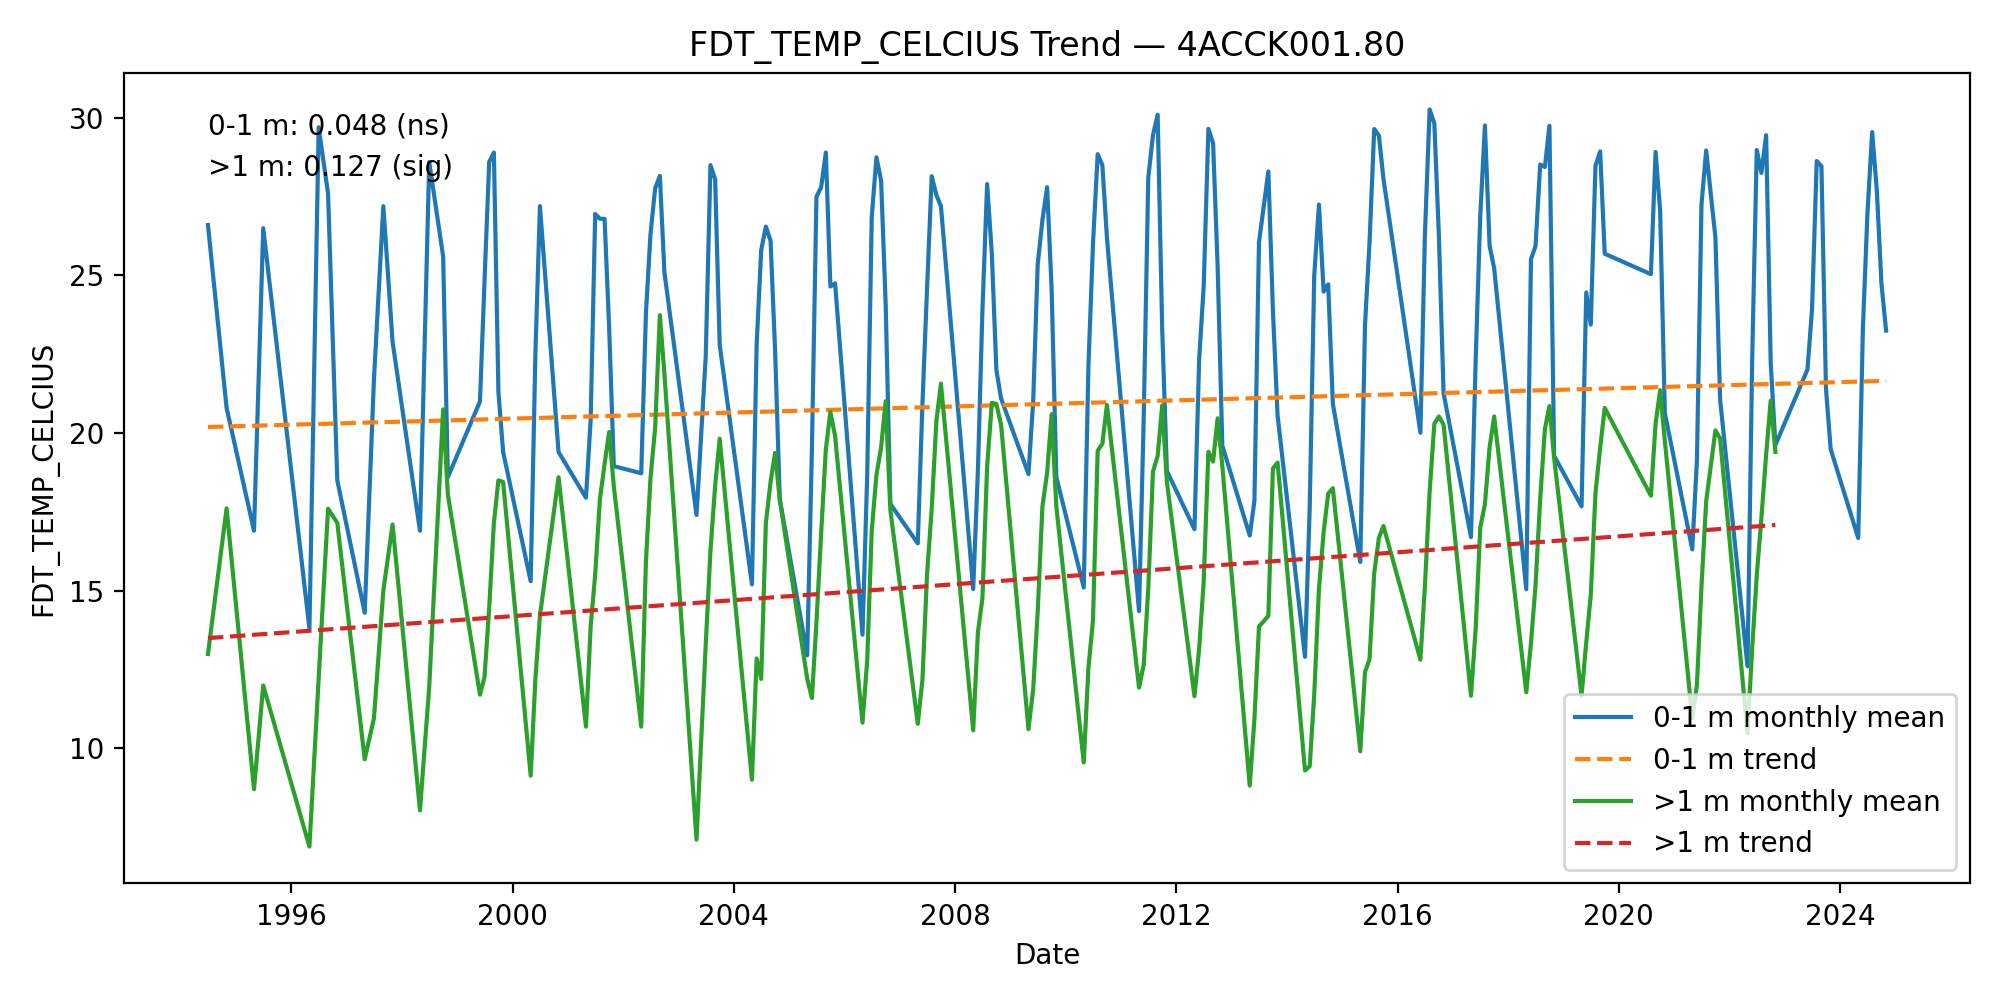 FDT_TEMP_CELCIUS Trend — 4ACCK001.80
0-1 m: 0.048 (ns)
>1 m: 0.127 (sig)
FDT_TEMP_CELCIUS
30
25
20
15
10
0-1 m monthly mean
0-1 m trend
>1 m monthly mean
>1 m trend
1996 2000 2004 2008 2012 2016 2020 2024
Date